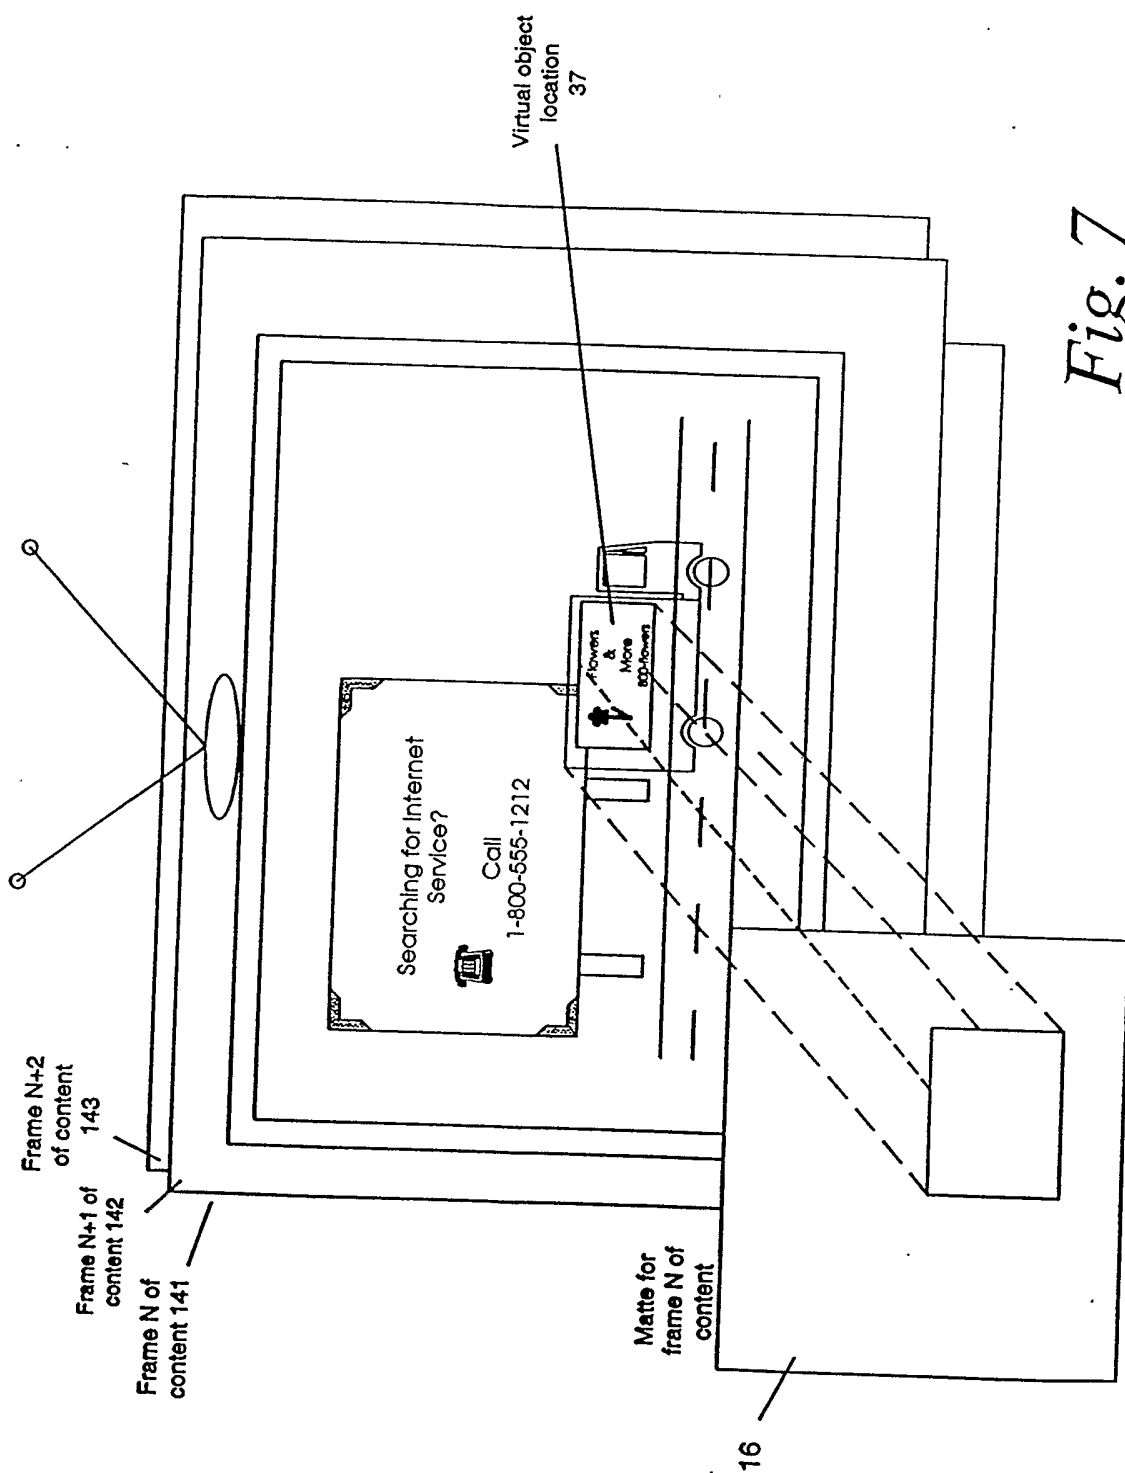 Frame N+2
of content
143
Frame N+1 of
content 142
Frame N of
content 141
Virtual object
location
37
Searching for Internet
Service?
Call
1-800-555-1212
Flowers
&
More
800-flowers
Matte for
frame N of
content
16
Fig. 7